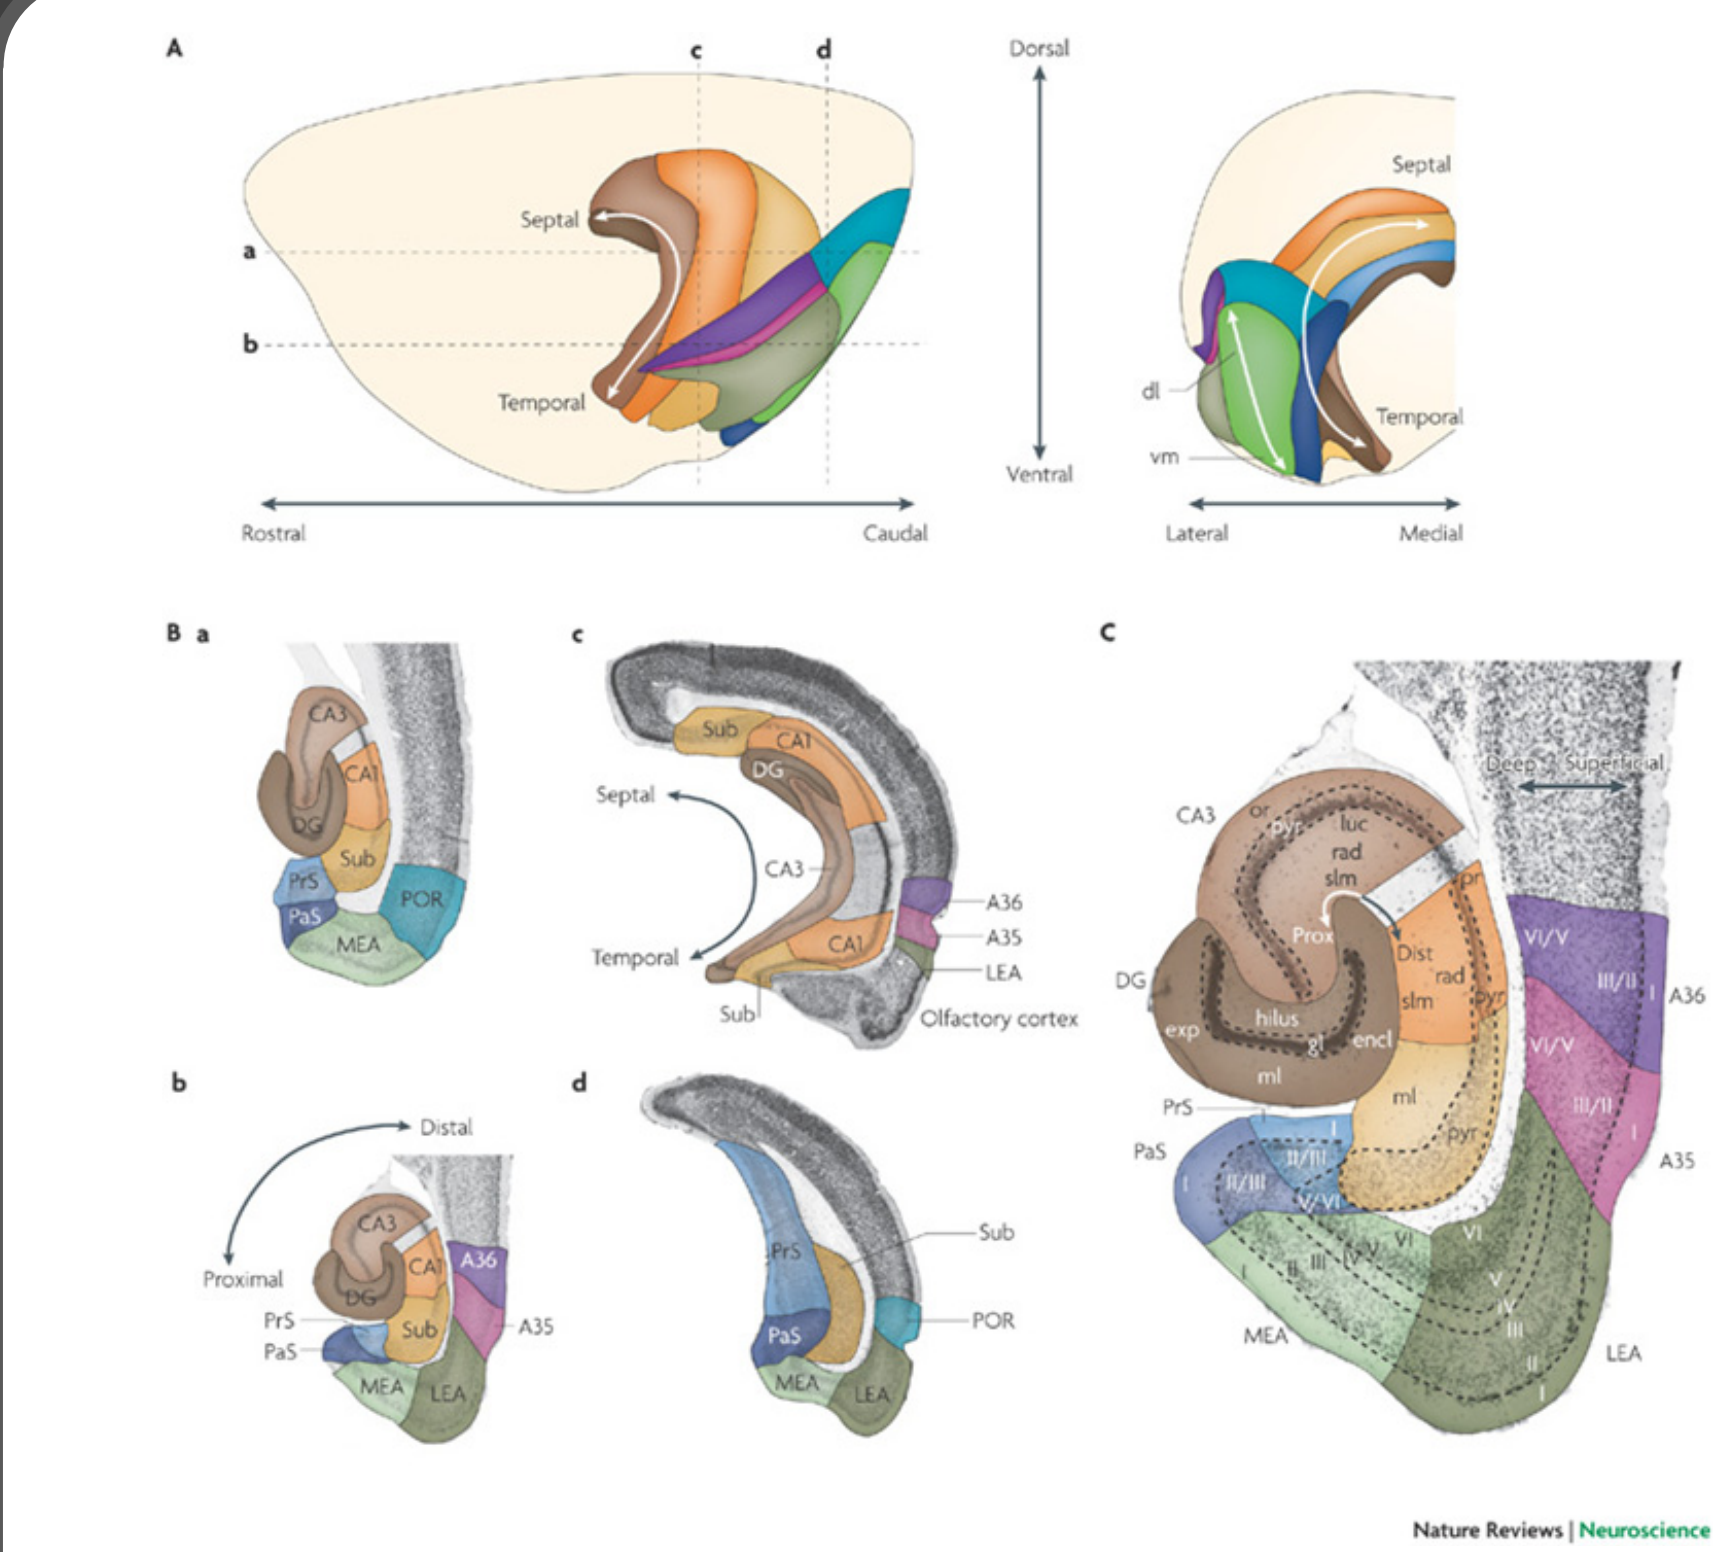 A
c
d
Dorsal
Septal
Septal
a
b
dl
Temporal
Temporal
vm
Ventral
Rostral
Caudal
Lateral
Medial
B a
CA3
CA1
DG
Sub
PrS
PaS
POR
MEA
c
Sub
CA1
DG
Septal
CA3
A36
A35
CA1
Temporal
LEA
Sub
Olfactory cortex
b
Distal
CA3
Proximal
CA1
A36
DG
PrS
Sub
A35
PaS
MEA
LEA
d
Sub
PrS
POR
PaS
MEA
LEA
C
Deep
Superficial
CA3
or
pyr
luc
rad
slm
pr
Prox
Dist
VI/V
DG
rad
III/II
slm
pyr
I
A36
hilus
exp
gl
encl
VI/V
ml
ml
III/II
PrS
I
pyr
I
PaS
II/III
A35
I
II/III
V/VI
VI
VI
V
IV
III
II
I
V
IV
III
MEA
LEA
II
I
Nature Reviews | Neuroscience